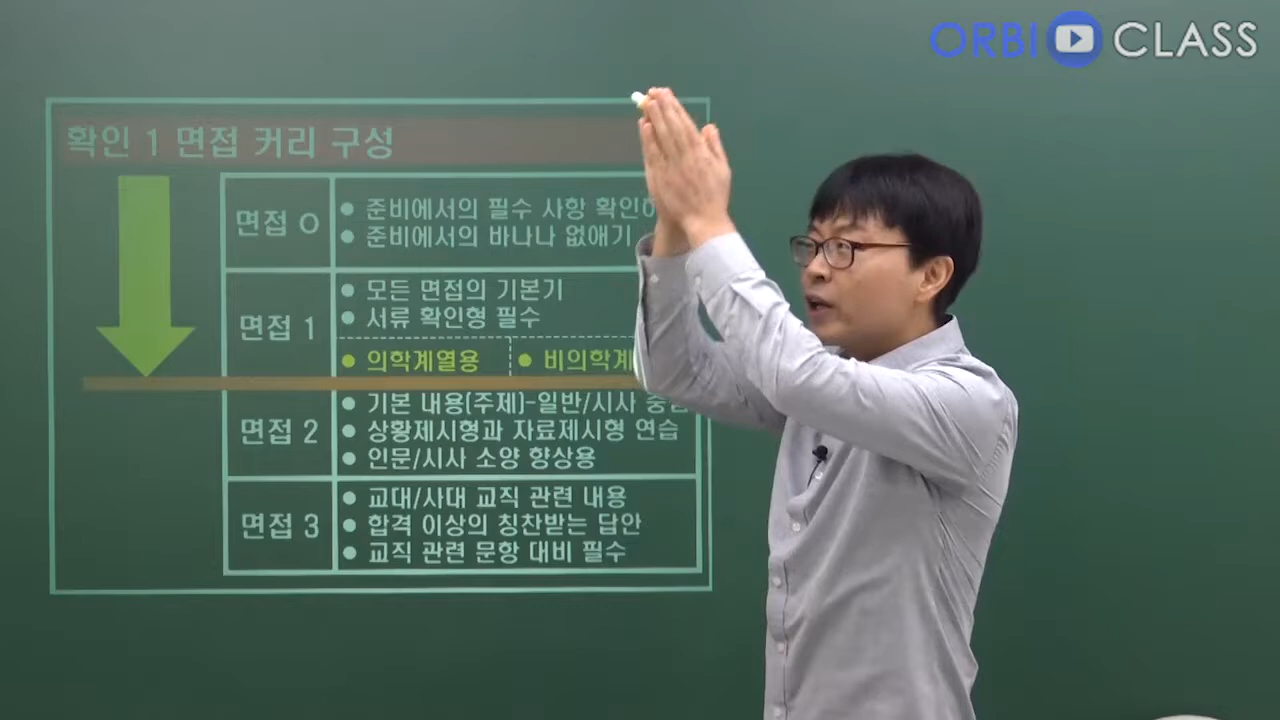 ORBI CLASS
확인 1 면접 커리 구성
면접 0
● 준비에서의 필수 사항 확인
● 준비에서의 바나나 없애기
면접 1
● 모든 면접의 기본기
● 서류 확인형 필수
● 의학계열용
● 비의학계
면접 2
● 기본 내용(주제)-일반/시사 중심
● 상황제시형과 자료제시형 연습
● 인문/시사 소양 향상용
면접 3
● 교대/사대 교직 관련 내용
● 합격 이상의 칭찬받는 답안
● 교직 관련 문항 대비 필수